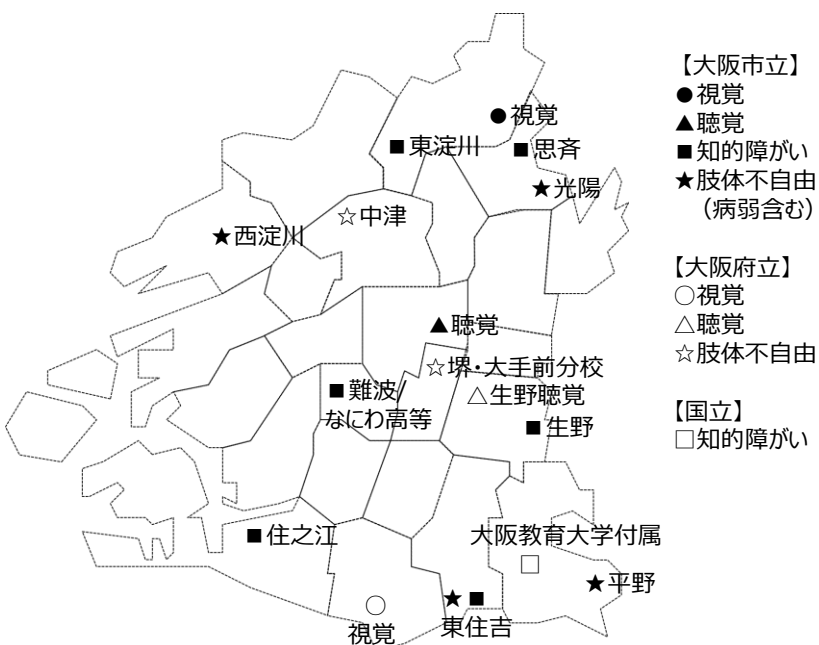 ●視覚
■東淀川
■思斉
★光陽
☆中津
★西淀川
▲聴覚
☆堺・大手前分校
△生野聴覚
■難波/
なにわ高等
■生野
■住之江
大阪教育大学付属
□
★平野
○
視覚
★■
東住吉
【大阪市立】
●視覚
▲聴覚
■知的障がい
★肢体不自由
（病弱含む）
【大阪府立】
○視覚
△聴覚
☆肢体不自由
【国立】
□知的障がい